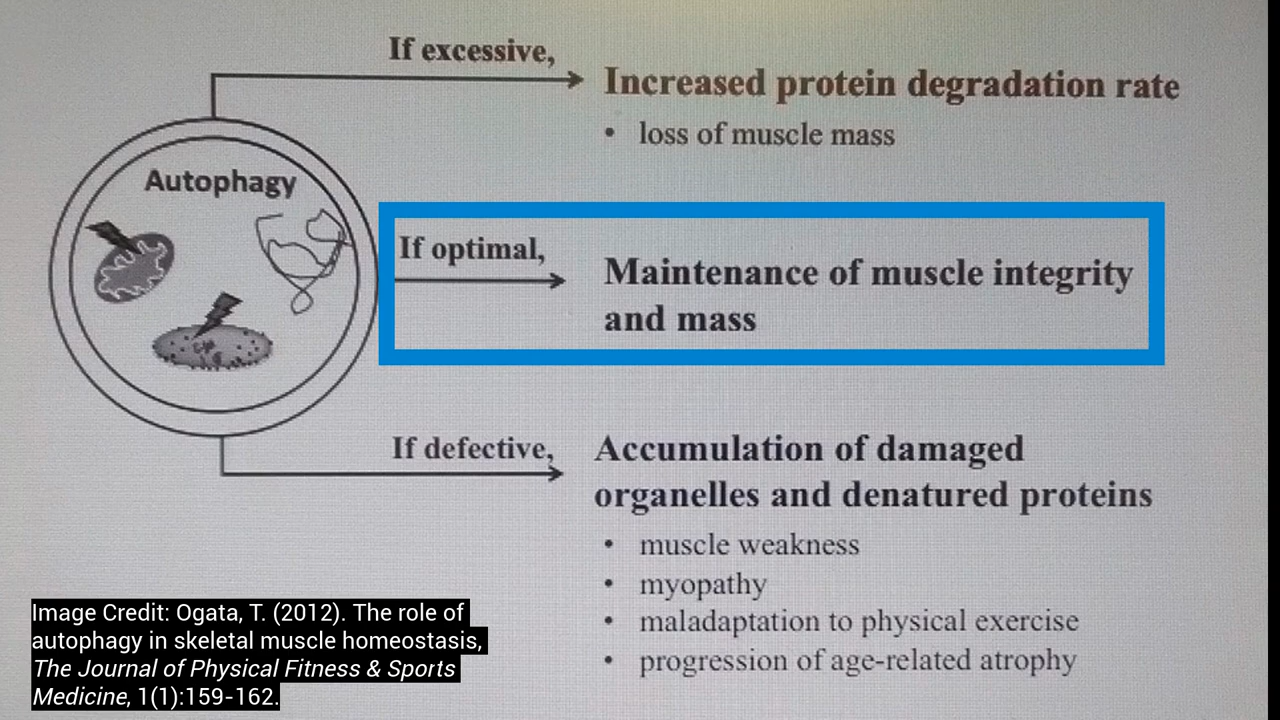 If excessive,
Increased protein degradation rate
• loss of muscle mass
Autophagy
If optimal,
Maintenance of muscle integrity
and mass
If defective,
Accumulation of damaged
organelles and denatured proteins
• muscle weakness
• myopathy
• maladaptation to physical exercise
• progression of age-related atrophy
Image Credit: Ogata, T. (2012). The role of
autophagy in skeletal muscle homeostasis,
The Journal of Physical Fitness & Sports
Medicine, 1(1):159-162.